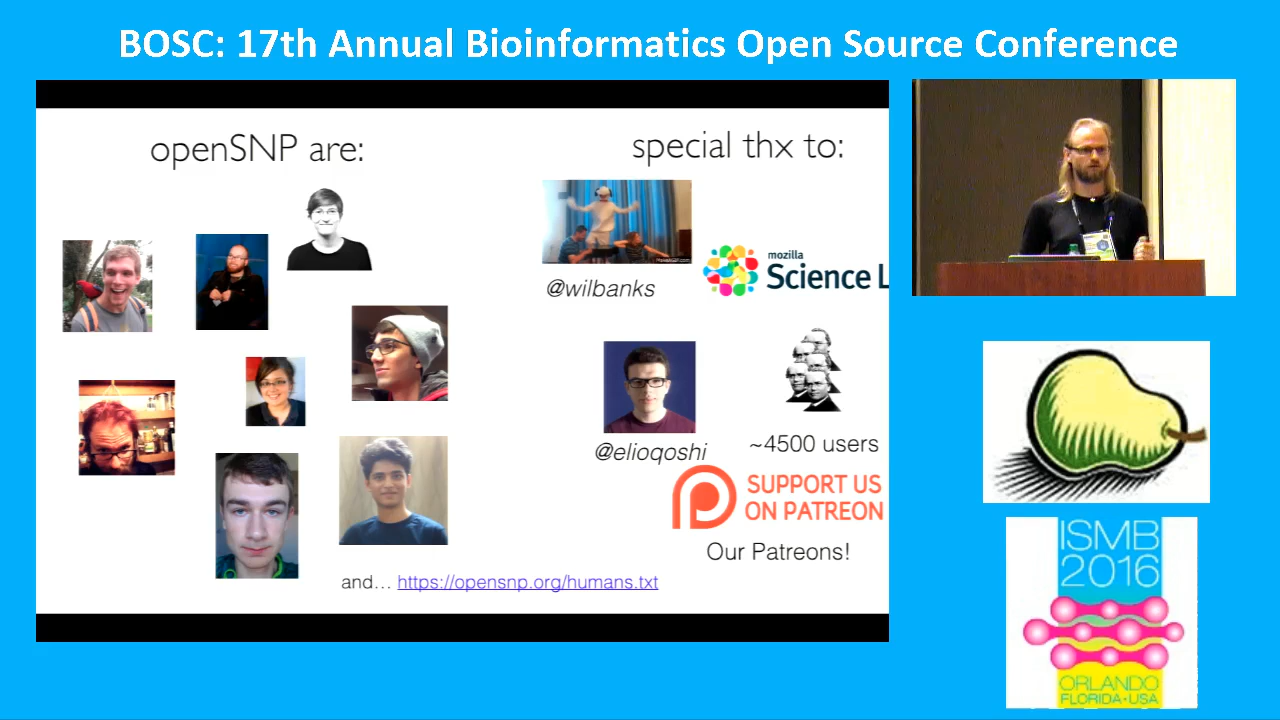 BOSC: 17th Annual Bioinformatics Open Source Conference
openSNP are:
special thx to:
@wilbanks
mozilla
Science L
@elioqoshi
~4500 users
SUPPORT US
ON PATREON
Our Patreons!
and… https://opensnp.org/humans.txt
ISMB
2016
ORLANDO
FLORIDA•USA